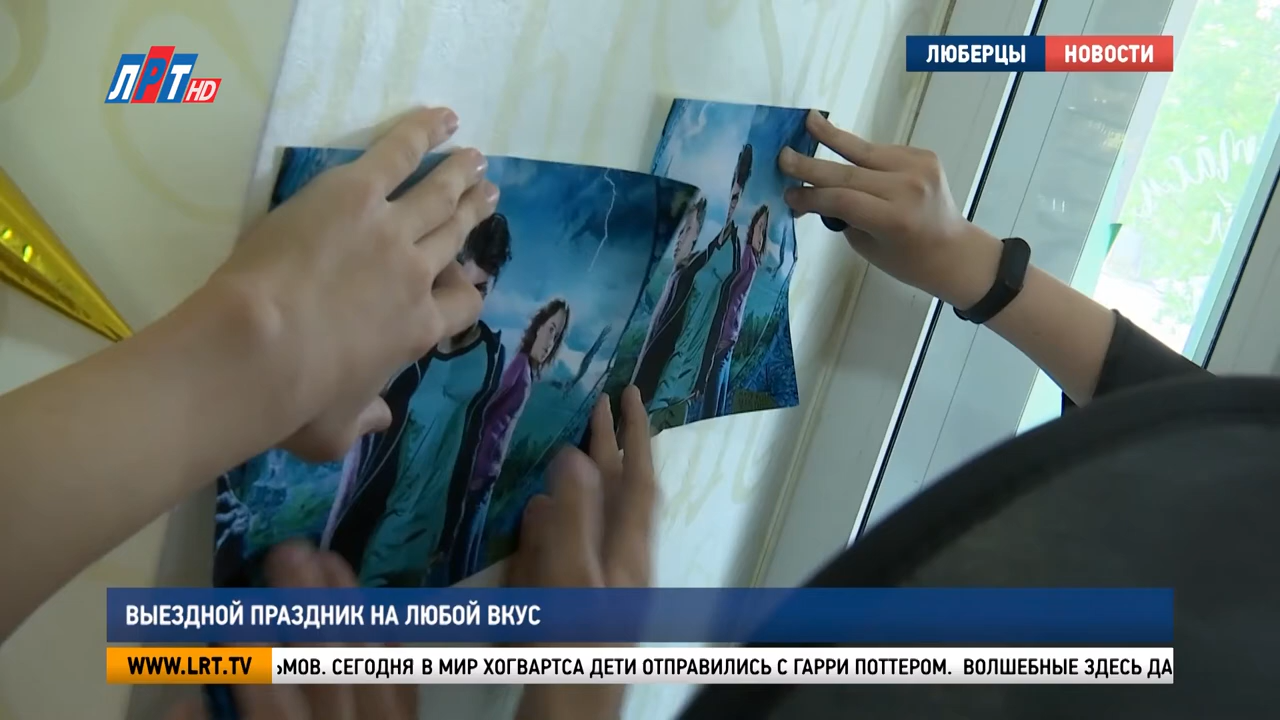 ЛРТ HD
ЛЮБЕРЦЫ НОВОСТИ
ВЫЕЗДНОЙ ПРАЗДНИК НА ЛЮБОЙ ВКУС
WWW.LRT.TV ЬМОВ. СЕГОДНЯ В МИР ХОГВАРТСА ДЕТИ ОТПРАВИЛИСЬ С ГАРРИ ПОТТЕРОМ. ВОЛШЕБНЫЕ ЗДЕСЬ ДА